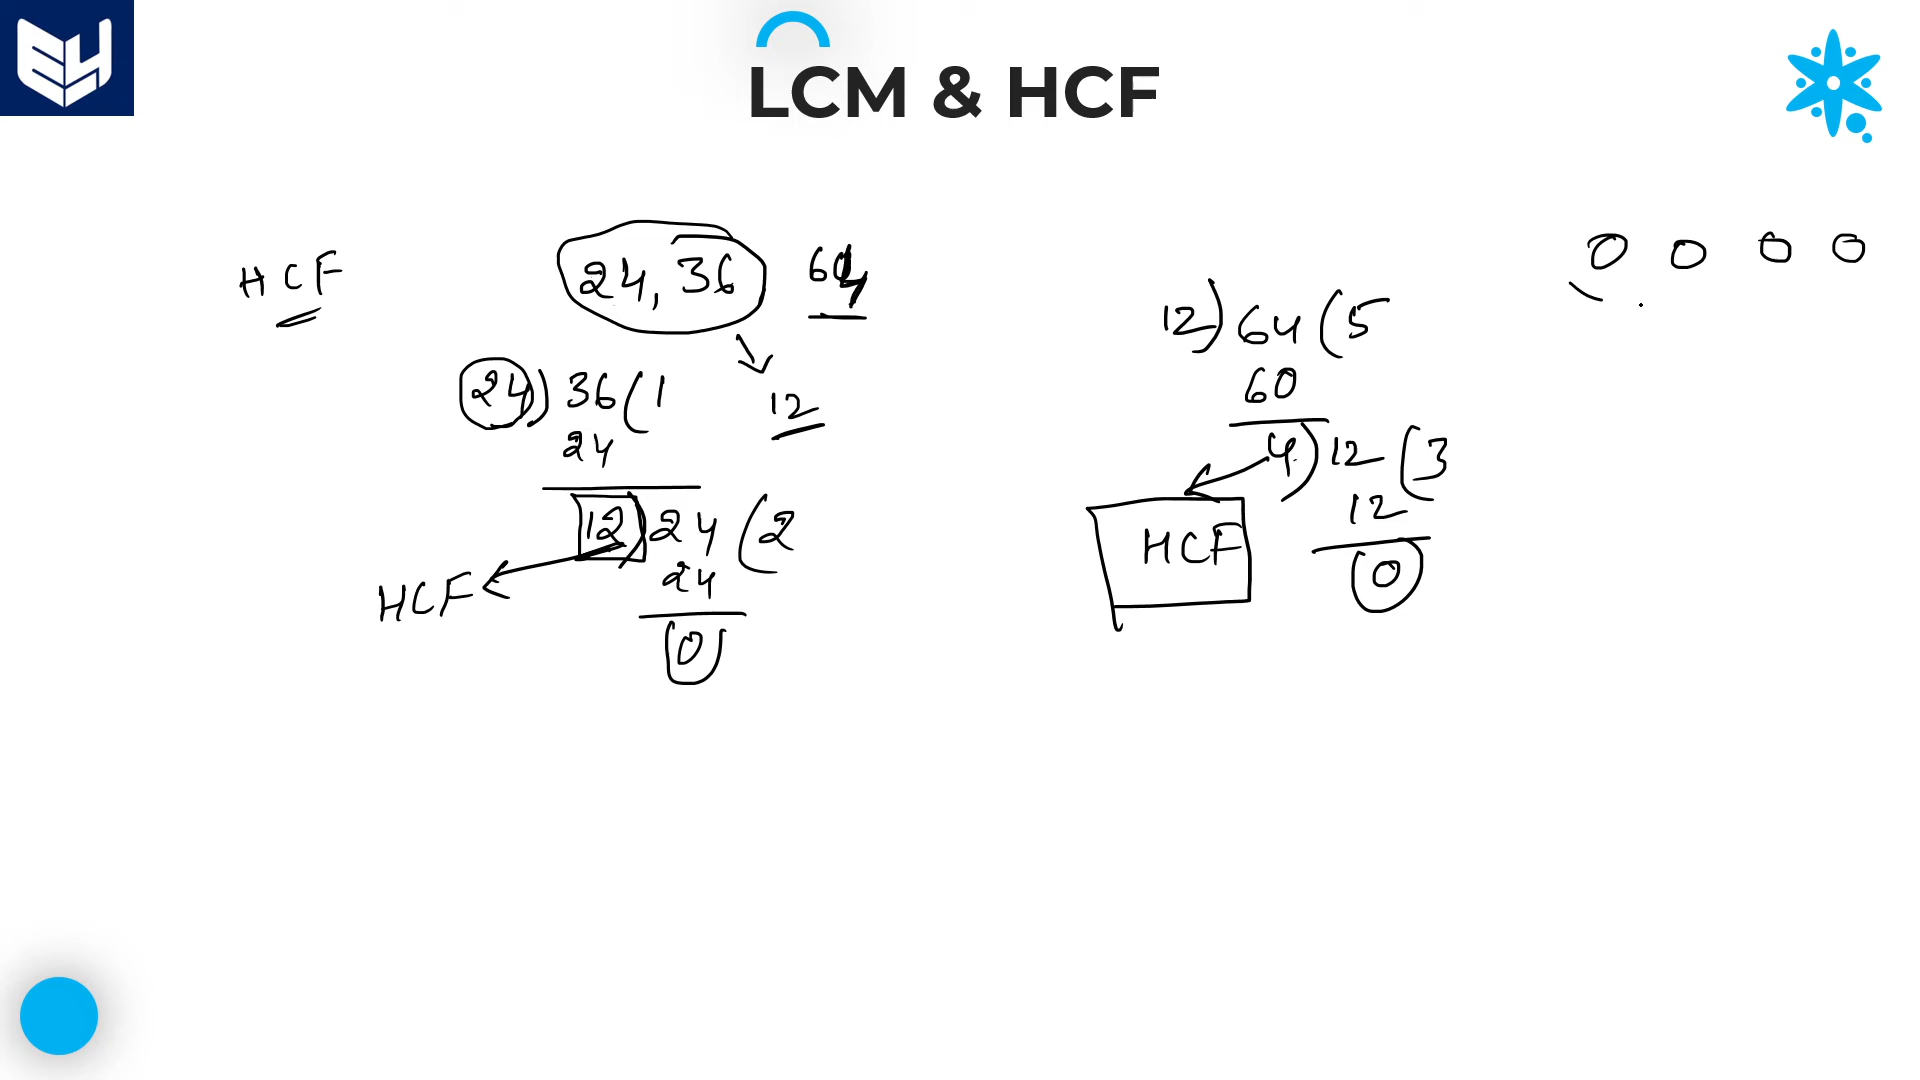 LCM & HCF
HCF 24, 36 64
0 0 0 0
24) 36 ( 1
24
12) 24 ( 2
24
0
HCF
12
12) 64 ( 5
60
4) 12 ( 3
12
0
HCF